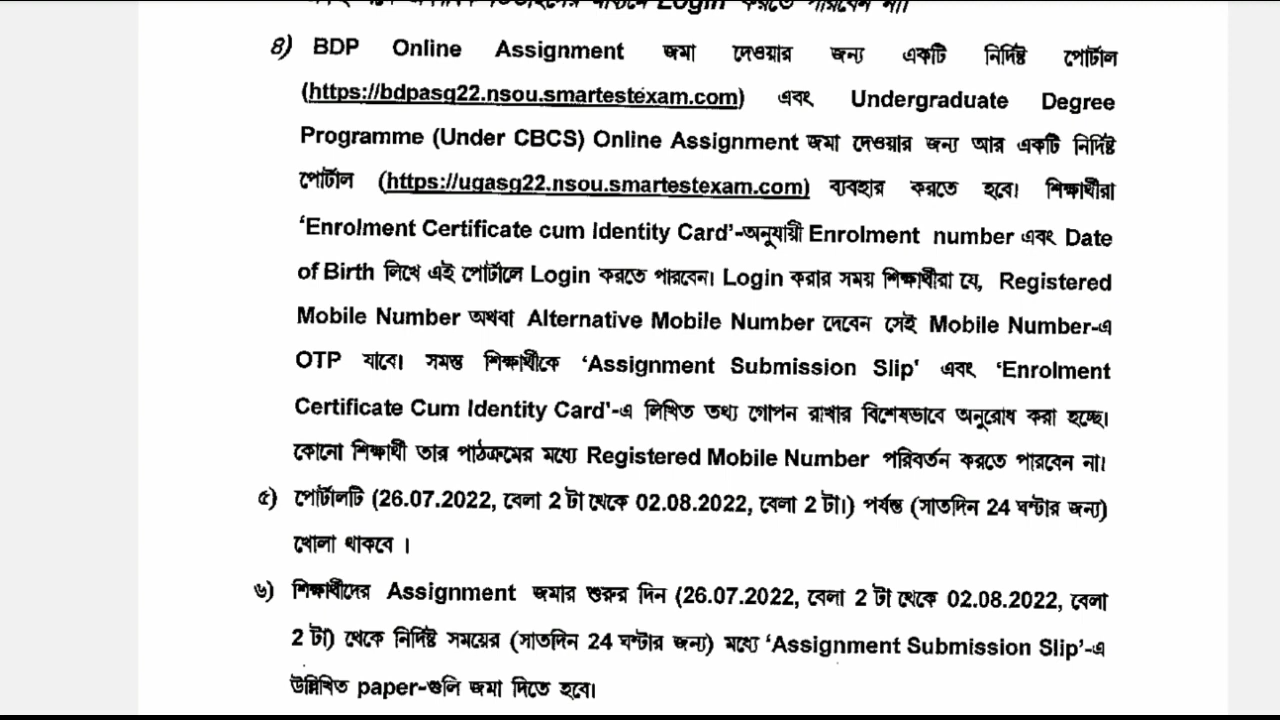 Login করতে পারবেন না।
৪) BDP Online Assignment জমা দেওয়ার জন্য একটি নির্দিষ্ট পোর্টাল
(https://bdpasg22.nsou.smartestexam.com) এবং Undergraduate Degree
Programme (Under CBCS) Online Assignment জমা দেওয়ার জন্য আর একটি নির্দিষ্ট
পোর্টাল (https://ugasg22.nsou.smartestexam.com) ব্যবহার করতে হবে। শিক্ষার্থীরা
‘Enrolment Certificate cum Identity Card’-অনুযায়ী Enrolment number এবং Date
of Birth লিখে এই পোর্টালে Login করতে পারবেন। Login করার সময় শিক্ষার্থীরা যে, Registered
Mobile Number অথবা Alternative Mobile Number দেবেন সেই Mobile Number-এ
OTP যাবে। সমস্ত শিক্ষার্থীকে ‘Assignment Submission Slip’ এবং ‘Enrolment
Certificate Cum Identity Card’-এ লিখিত তথ্য গোপন রাখার বিশেষভাবে অনুরোধ করা হচ্ছে।
কোনো শিক্ষার্থী তার পাঠক্রমের মধ্যে Registered Mobile Number পরিবর্তন করতে পারবেন না।
৫) পোর্টালটি (26.07.2022, বেলা 2 টা থেকে 02.08.2022, বেলা 2 টা।) পর্যন্ত (সাতদিন 24 ঘন্টার জন্য)
খোলা থাকবে ।
৬) শিক্ষার্থীদের Assignment জমার শুরুর দিন (26.07.2022, বেলা 2 টা থেকে 02.08.2022, বেলা
2 টা) থেকে নির্দিষ্ট সময়ের (সাতদিন 24 ঘন্টার জন্য) মধ্যে ‘Assignment Submission Slip’-এ
উল্লিখিত paper-গুলি জমা দিতে হবে।